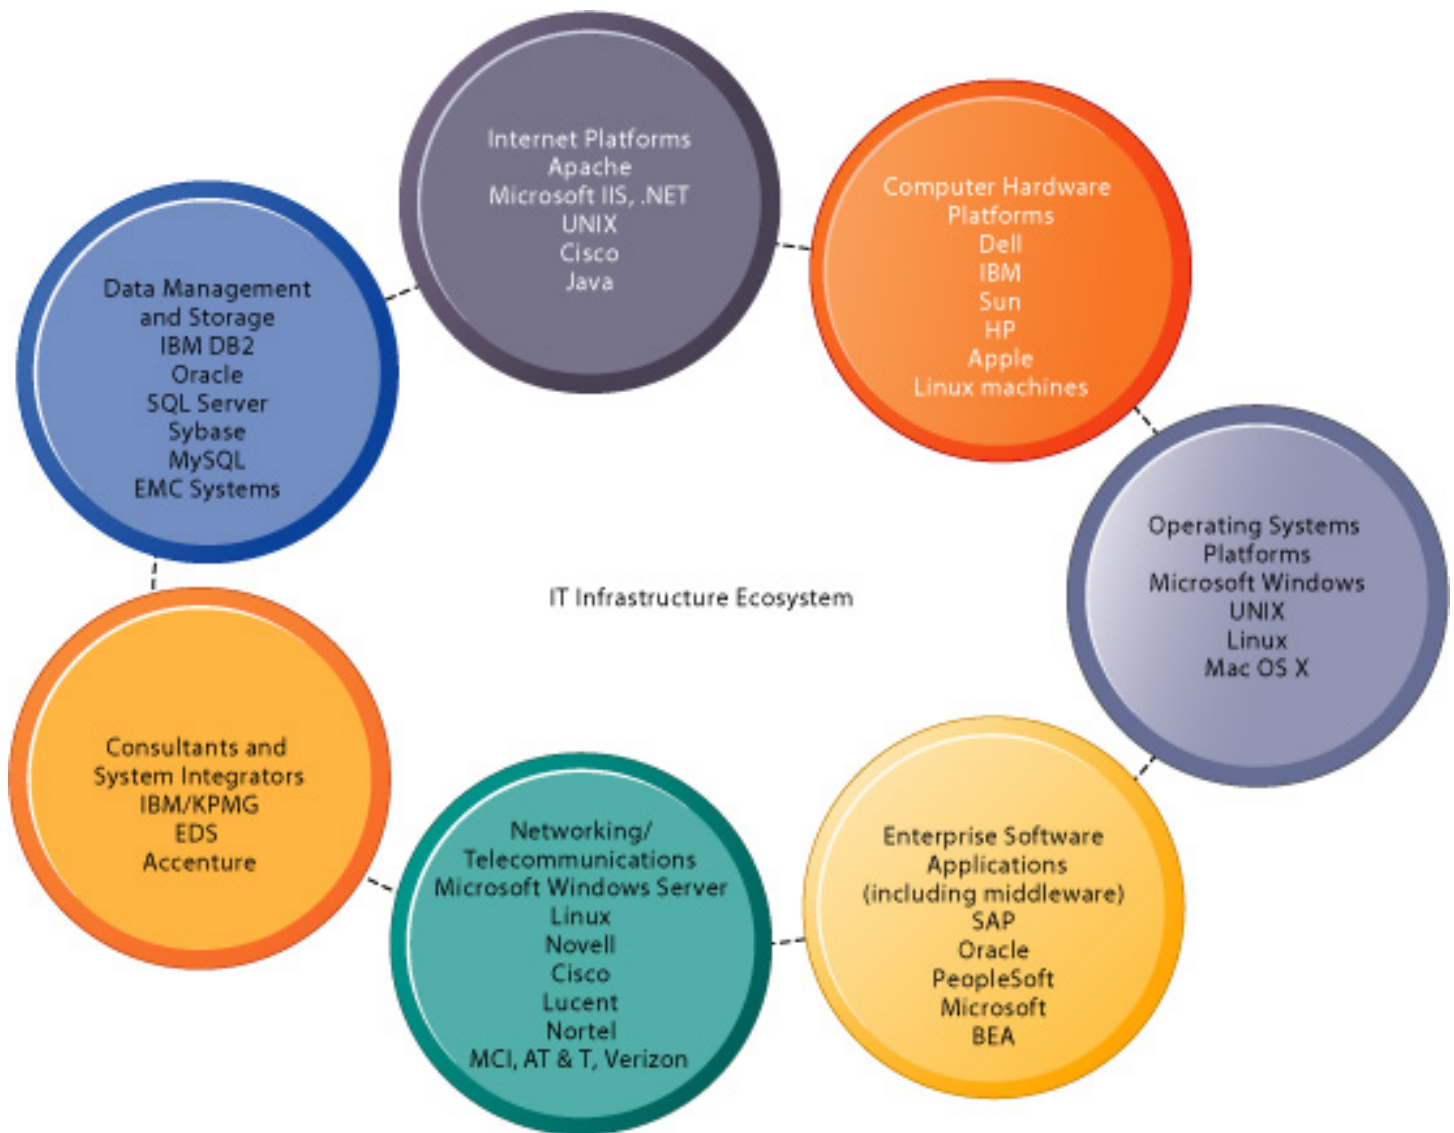 Internet Platforms
Apache
Microsoft IIS, .NET
UNIX
Cisco
Java
Computer Hardware
Platforms
Dell
IBM
Sun
HP
Apple
Linux machines
Data Management
and Storage
IBM DB2
Oracle
SQL Server
Sybase
MySQL
EMC Systems
Operating Systems
Platforms
Microsoft Windows
UNIX
Linux
Mac OS X
IT Infrastructure Ecosystem
Consultants and
System Integrators
IBM/KPMG
EDS
Accenture
Networking/
Telecommunications
Microsoft Windows Server
Linux
Novell
Cisco
Lucent
Nortel
MCI, AT & T, Verizon
Enterprise Software
Applications
(including middleware)
SAP
Oracle
PeopleSoft
Microsoft
BEA